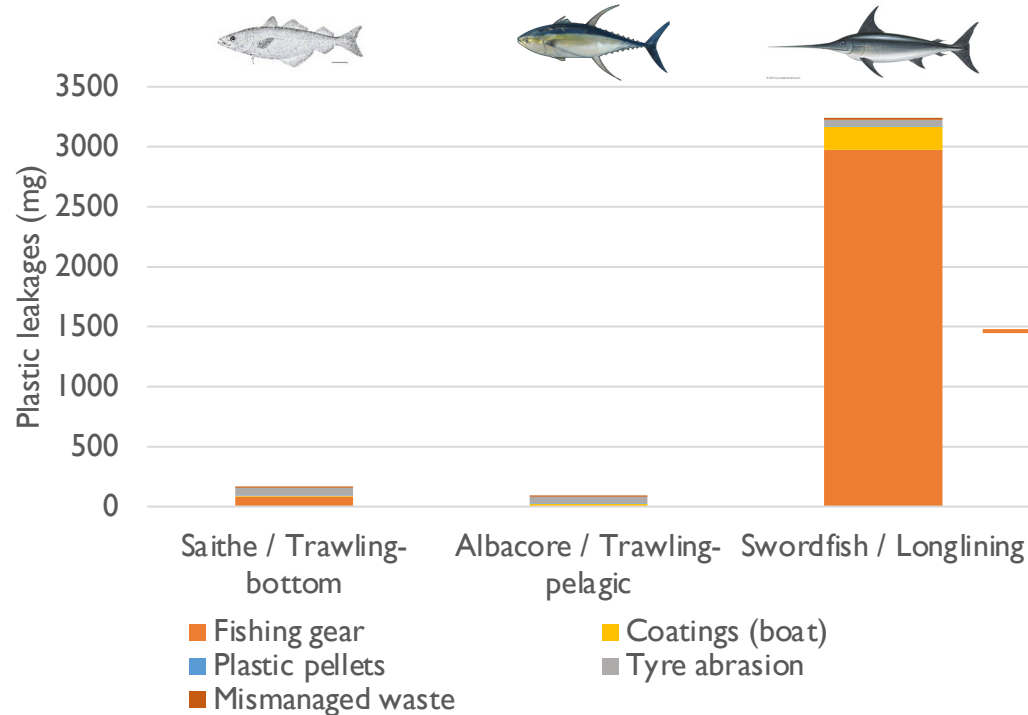 3500
3000
2500
2000
1500
1000
500
0
Plastic leakages (mg)
Saithe / Trawling-
bottom
Albacore / Trawling-
pelagic
Swordfish / Longlining
Fishing gear
Coatings (boat)
Plastic pellets
Tyre abrasion
Mismanaged waste